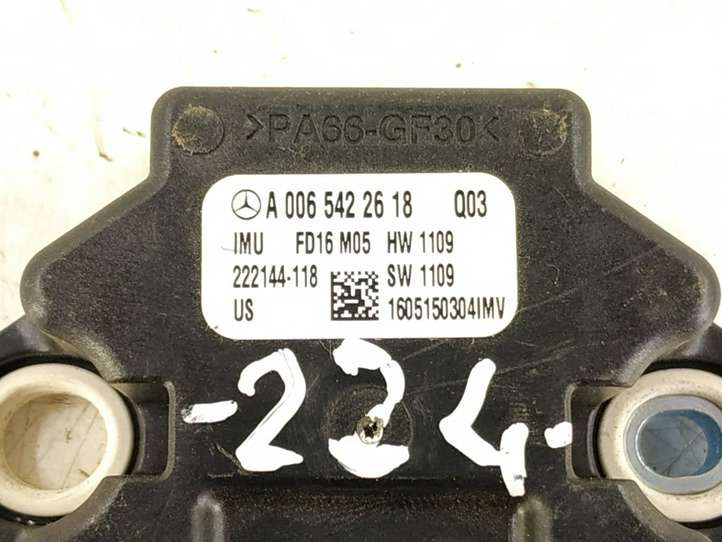 >PA66-GF30<
A 006 542 26 18 Q03
IMU FD16 M05 HW 1109
222144-118 SW 1109
US 1605150304IMV
-224-